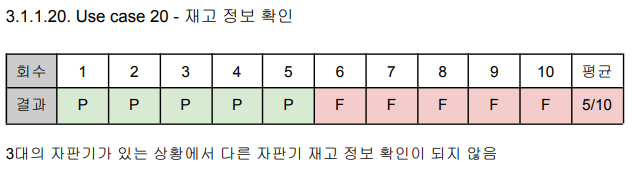 3.1.1.20. Use case 20 - 재고 정보 확인
회수 1 2 3 4 5 6 7 8 9 10 평균
결과 P P P P P F F F F F 5/10
3대의 자판기가 있는 상황에서 다른 자판기 재고 정보 확인이 되지 않음